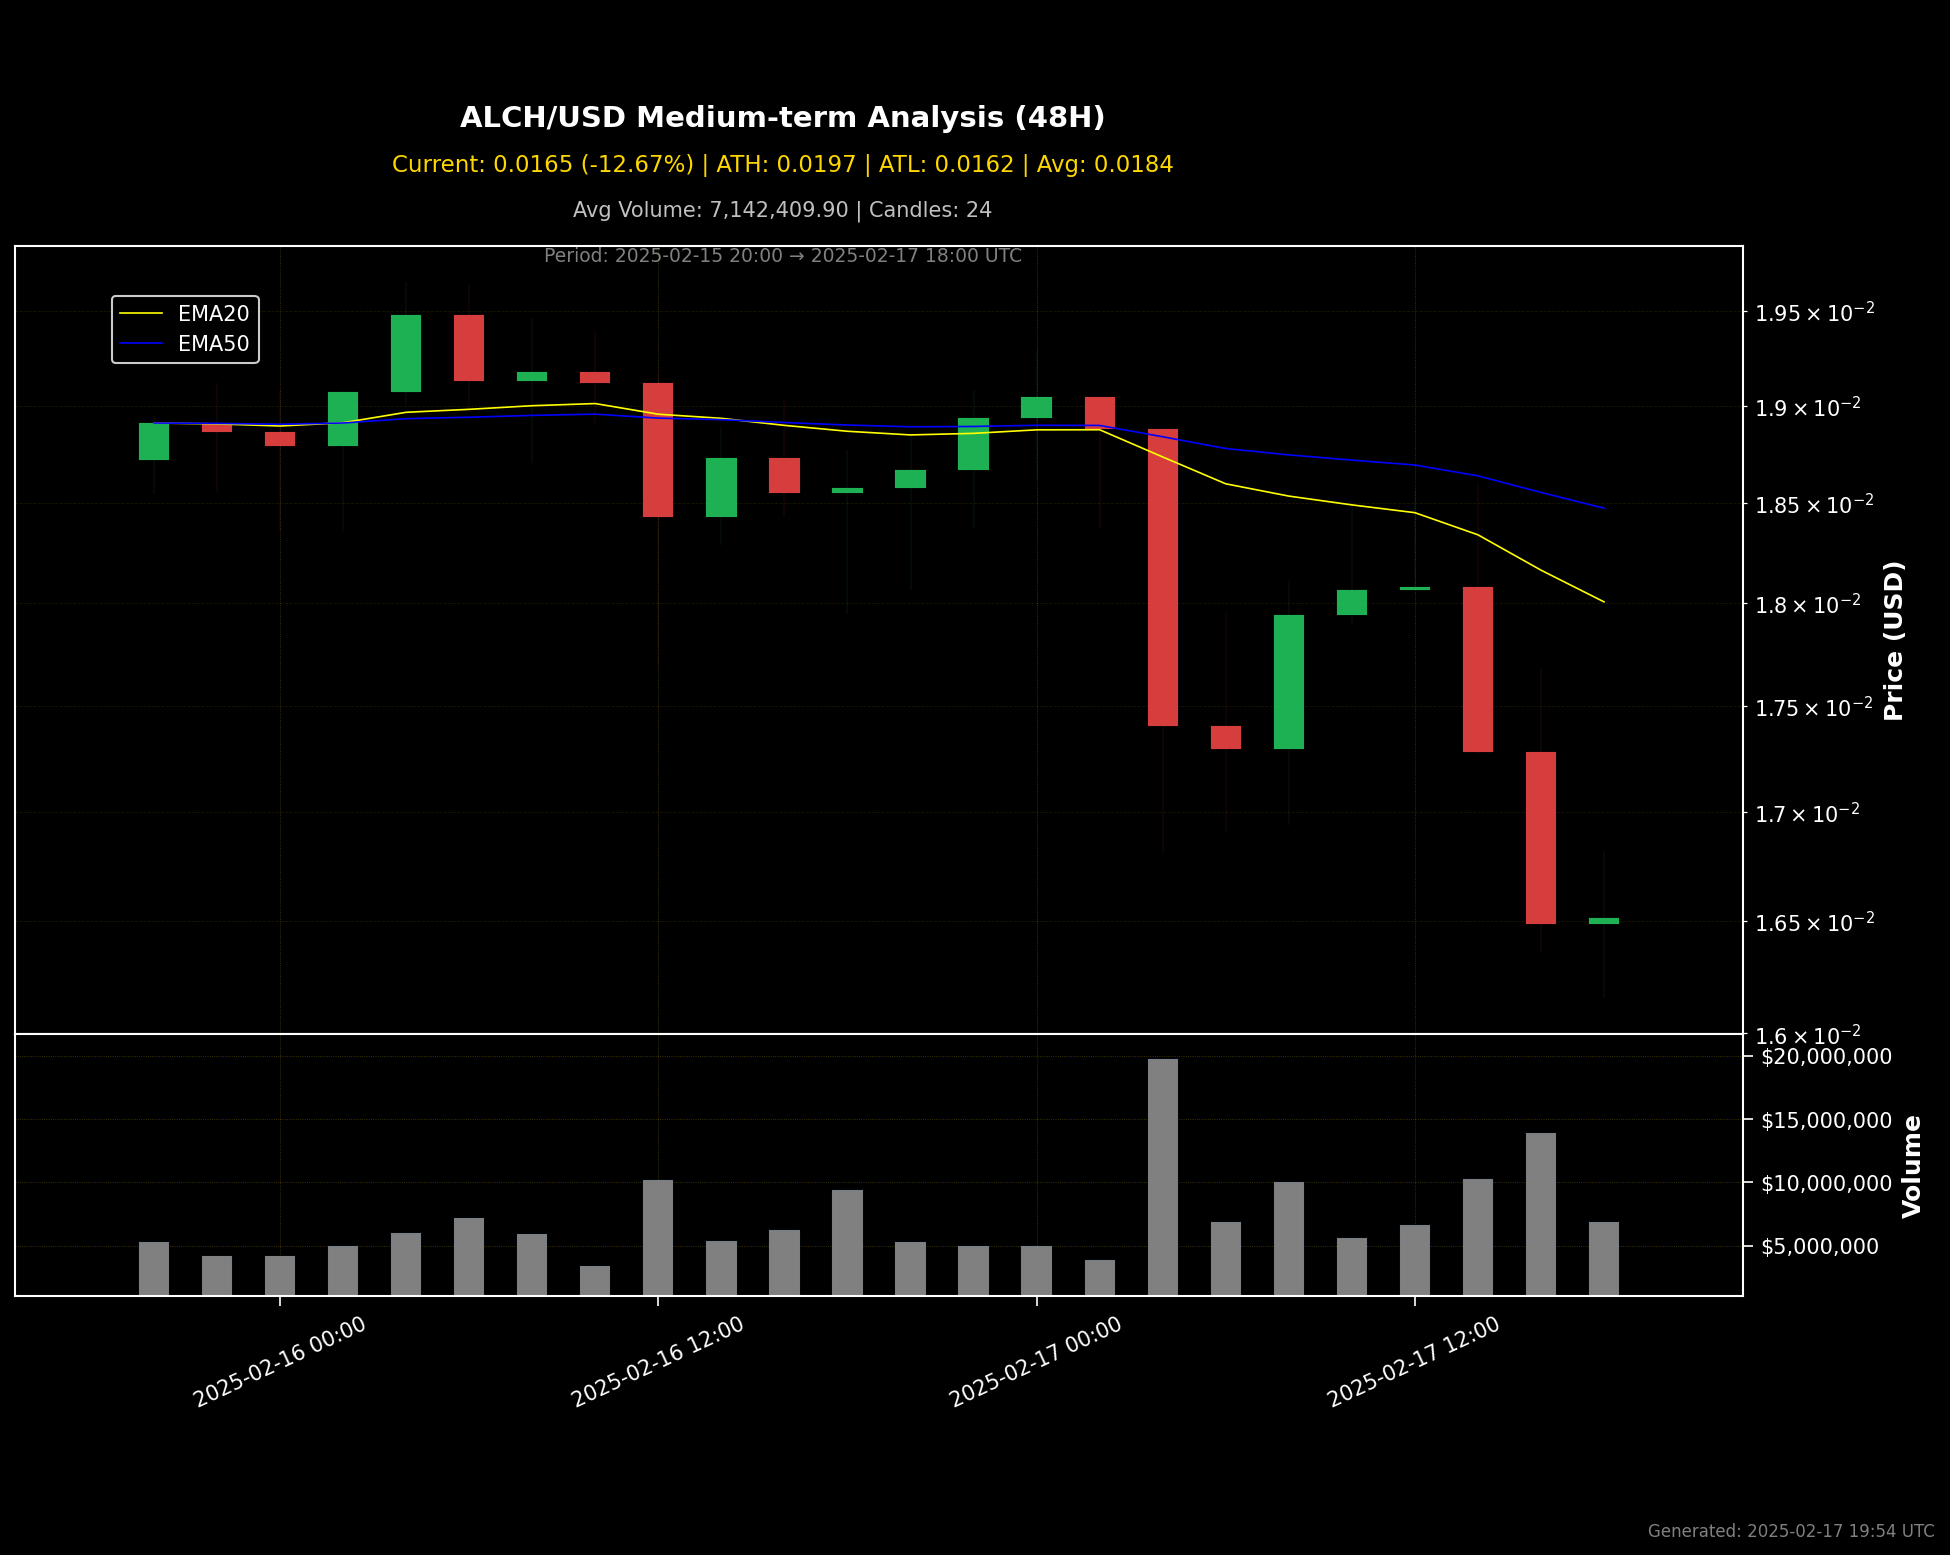 ALCH/USD Medium-term Analysis (48H)
Current: 0.0165 (-12.67%) | ATH: 0.0197 | ATL: 0.0162 | Avg: 0.0184
Avg Volume: 7,142,409.90 | Candles: 24
Period: 2025-02-15 20:00 → 2025-02-17 18:00 UTC
EMA20
EMA50
1.95 × 10⁻²
1.9 × 10⁻²
1.85 × 10⁻²
1.8 × 10⁻²
1.75 × 10⁻²
1.7 × 10⁻²
1.65 × 10⁻²
1.6 × 10⁻²
Price (USD)
$20,000,000
$15,000,000
$10,000,000
$5,000,000
Volume
2025-02-16 00:00
2025-02-16 12:00
2025-02-17 00:00
2025-02-17 12:00
Generated: 2025-02-17 19:54 UTC